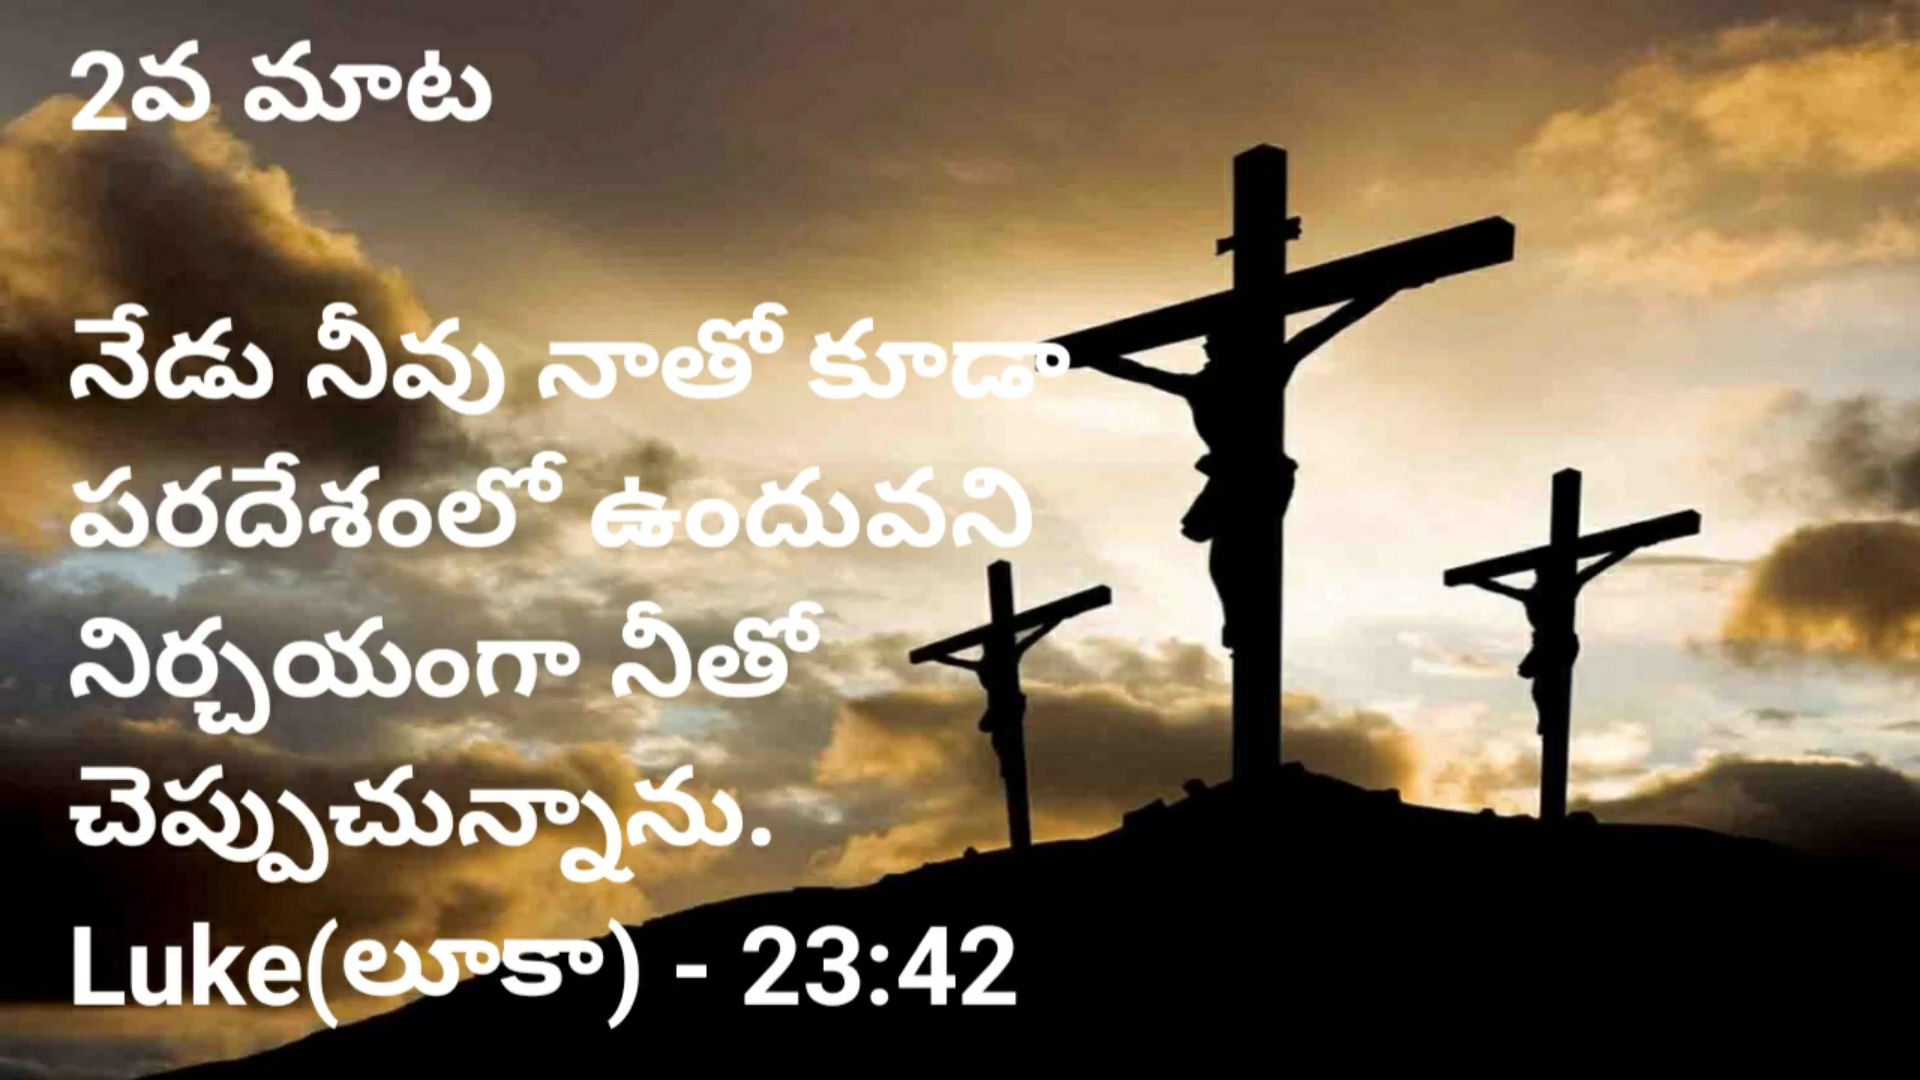 2వ మాట
నేడు నీవు నాతో కూడా
పరదేశంలో ఉందువని
నిర్చయంగా నీతో
చెప్పుచున్నాను.
Luke(లూకా) - 23:42